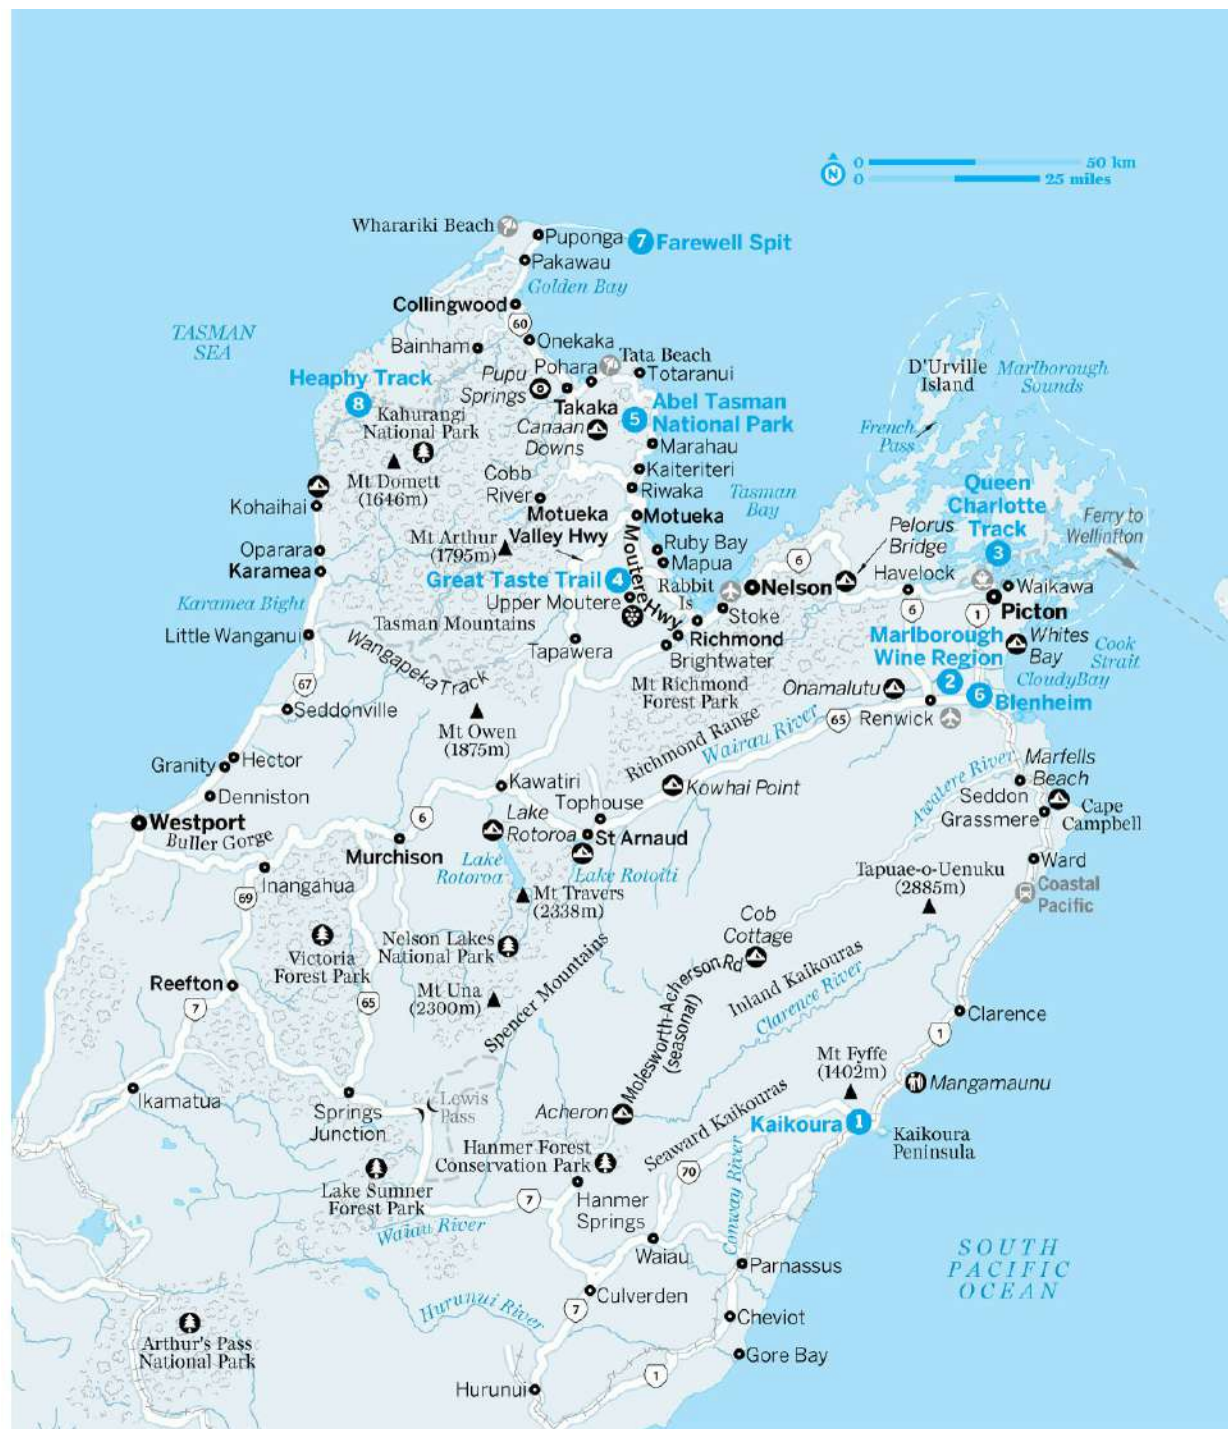 0 50 km
N
0 25 miles
Wharariki Beach
Puponga
7 Farewell Spit
Pakawau
Golden Bay
Collingwood
60
TASMAN
SEA
Onekaka
Bainham
Pohara
Tata Beach
Totaranui
D'Urville
Island
Marlborough
Sounds
Heaphy Track
8
Pupu
Springs
Takaka
Abel Tasman
National Park
5
Kahurangi
National Park
Canaan
Downs
French
Pass
Marahau
Mt Domett
(1646m)
Cobb
River
Kaiteriteri
Riwaka
Tasman
Bay
Queen
Charlotte
Track
3
Kohaihai
Motueka
Valley Hwy
Motueka
Pelorus
Bridge
Ferry to
Wellinfton
Oparara
Mt Arthur
(1795m)
Ruby Bay
Mapua
6
Karamea
Great Taste Trail 4
Moutere Hwy
Rabbit
Is
Nelson
Havelock
Waikawa
Karamea Bight
Upper Moutere
Stoke
6
1
Picton
Little Wanganui
Tasman Mountains
Richmond
Marlborough
Wine Region
2
Whites
Bay
Cook
Strait
Wangapeka Track
Tapawera
Brightwater
CloudyBay
67
Mt Richmond
Forest Park
Onamalutu
6
Blenheim
Seddonville
Renwick
65
Mt Owen
(1875m)
Richmond Range
Wairau River
Granity
Hector
Marfells
Beach
Awatere River
Denniston
Kawatiri
Kowhai Point
Tophouse
Seddon
Westport
6
Lake
Rotoroa
Grassmere
Cape
Campbell
Buller Gorge
Murchison
St Arnaud
Inangahua
Lake
Rotoroa
Lake Rotoiti
Ward
69
Mt Travers
(2338m)
Tapuae-o-Uenuku
(2885m)
Coastal
Pacific
Cob
Cottage
Victoria
Forest Park
Nelson Lakes
National Park
Reefton
Spencer Mountains
Molesworth-Acherson Rd
(seasonal)
Inland Kaikouras
Clarence River
7
65
Mt Una
(2300m)
Clarence
1
Mt Fyffe
(1402m)
Mangamaunu
Ikamatua
Springs
Junction
Lewis
Pass
Acheron
Seaward Kaikouras
Kaikoura 1
Kaikoura
Peninsula
Hanmer Forest
Conservation Park
Lake Sumner
Forest Park
7
Hanmer
Springs
70
Conway River
Waiau River
Waiau
Parnassus
SOUTH
PACIFIC
OCEAN
Hurunui River
Culverden
7
Cheviot
Arthur's Pass
National Park
Gore Bay
Hurunui
1